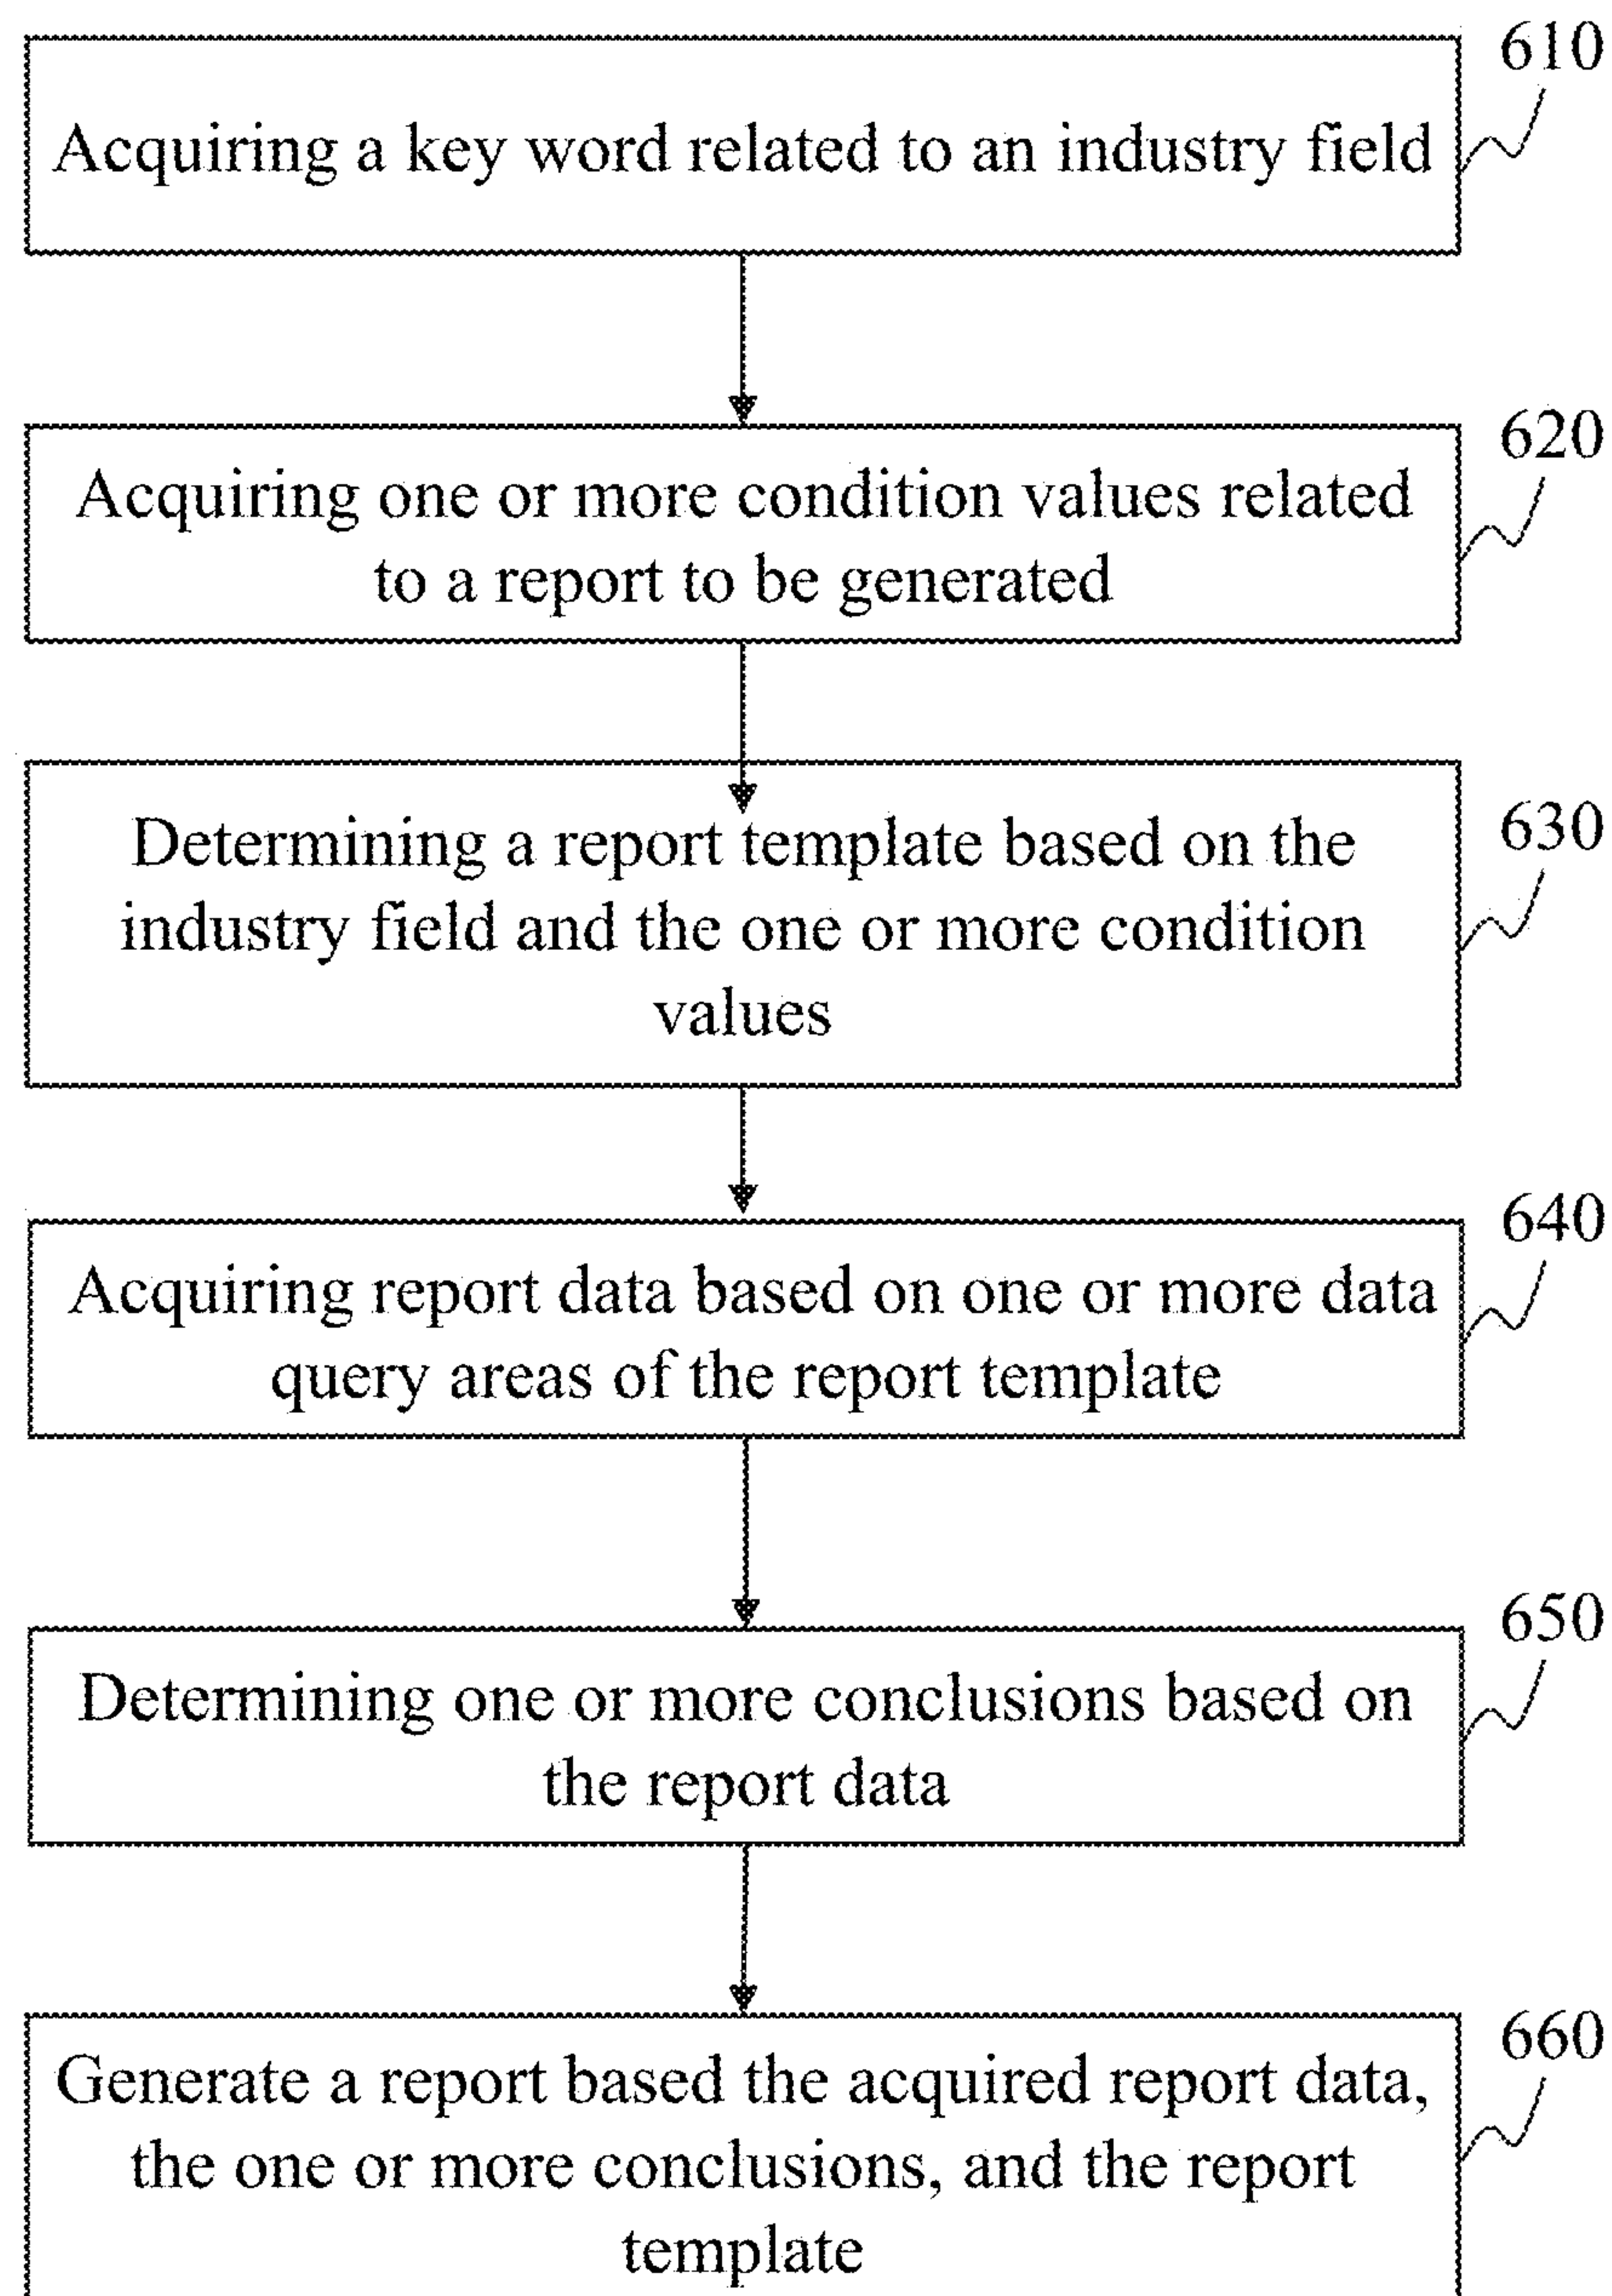 610
Acquiring a key word related to an industry field
620
Acquiring one or more condition values related
to a report to be generated
630
Determining a report template based on the
industry field and the one or more condition
values
640
Acquiring report data based on one or more data
query areas of the report template
650
Determining one or more conclusions based on
the report data
660
Generate a report based the acquired report data,
the one or more conclusions, and the report
template